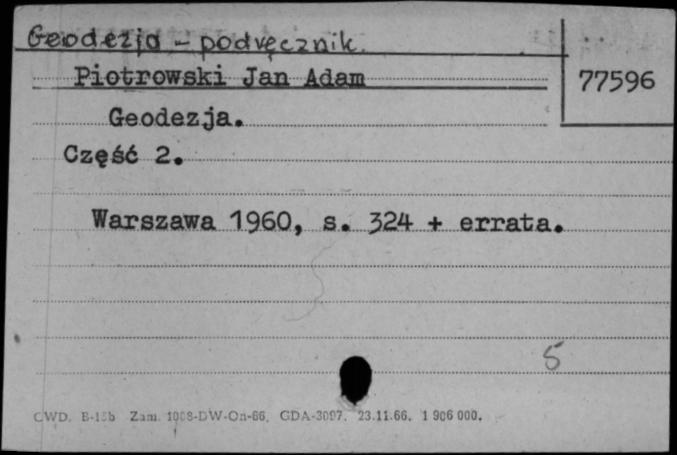 Geodezja - podręcznik.
Piotrowski Jan Adam
77596
Geodezja.
Część 2.
Warszawa 1960, s. 324 + errata.
5
CWD. B-15b Zam. 1008-DW-On-66. GDA-3097. 23.11.66. 1 906 000.